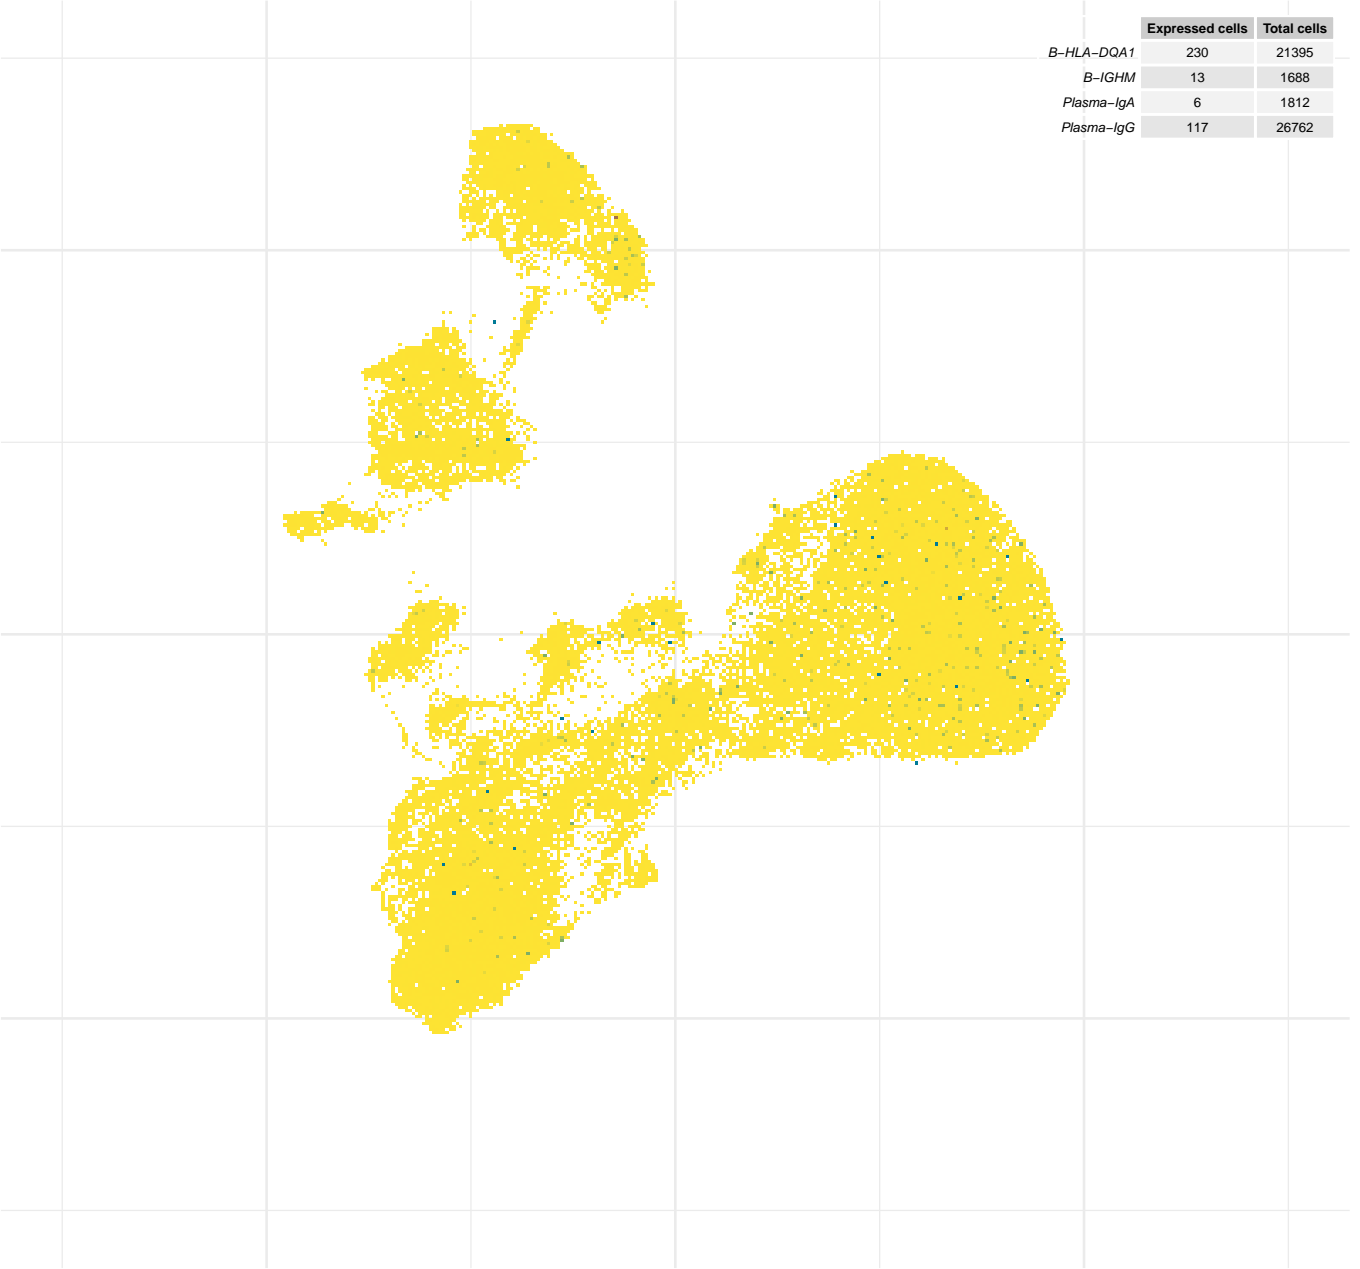 Expressed cells Total cells
B−HLA−DQA1 230 21395
B−IGHM 13 1688
Plasma−IgA 6 1812
Plasma−IgG 117 26762